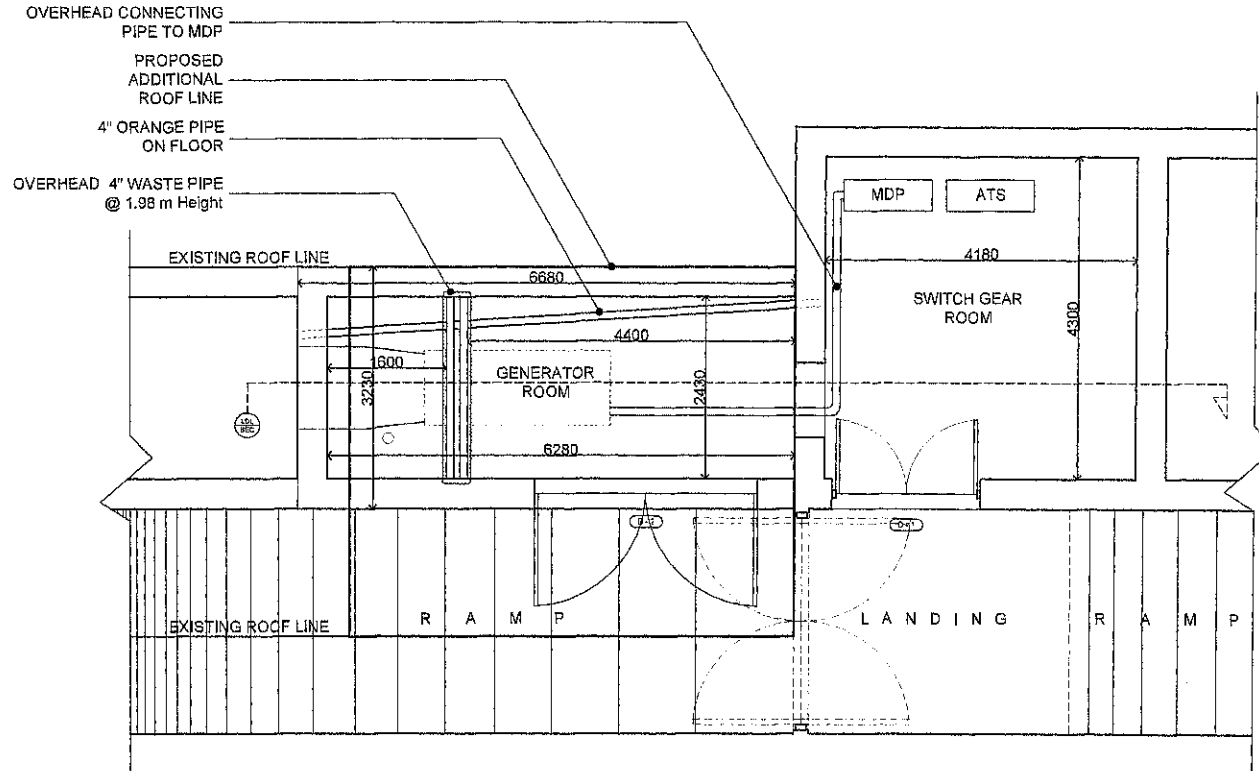 OVERHEAD CONNECTING
PIPE TO MDP
PROPOSED
ADDITIONAL
ROOF LINE
4" ORANGE PIPE
ON FLOOR
OVERHEAD 4" WASTE PIPE
@ 1.98 m Height
EXISTING ROOF LINE
MDP
ATS
6680
4180
SWITCH GEAR
ROOM
4300
4400
1600
3230
GENERATOR
ROOM
2430
6280
R A M P
L A N D I N G
R A M P
EXISTING ROOF LINE